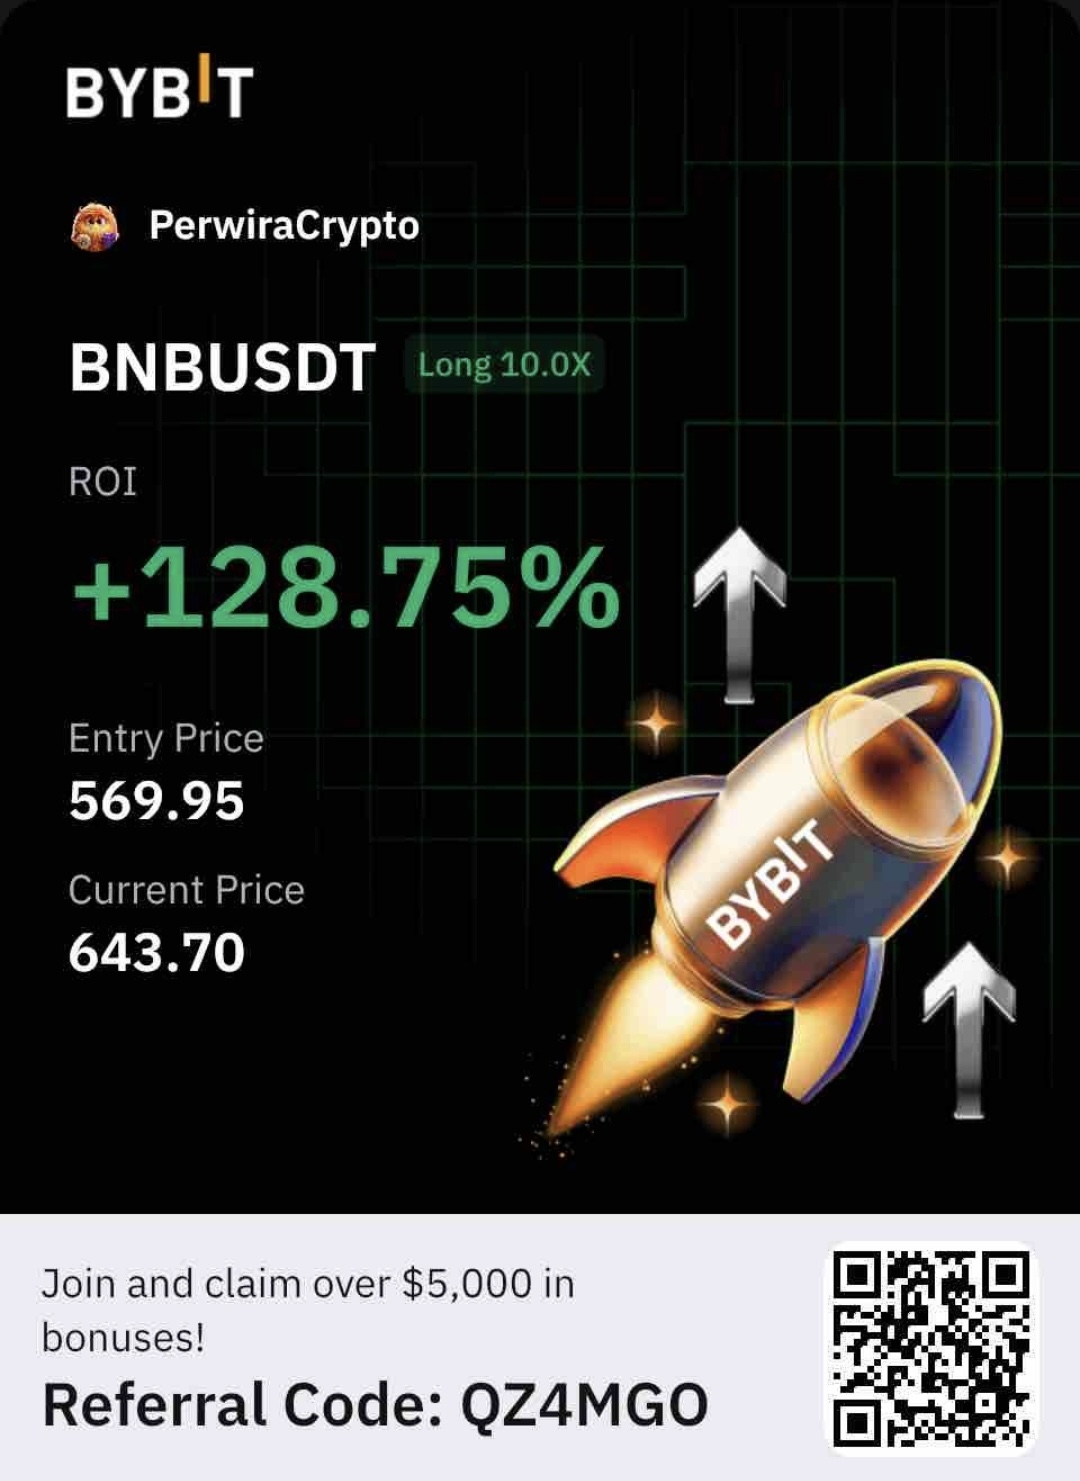 BYBIT
PerwiraCrypto
BNBUSDT Long 10.0X
ROI
+128.75%
Entry Price
569.95
Current Price
643.70
BYBIT
Join and claim over $5,000 in
bonuses!
Referral Code: QZ4MGO